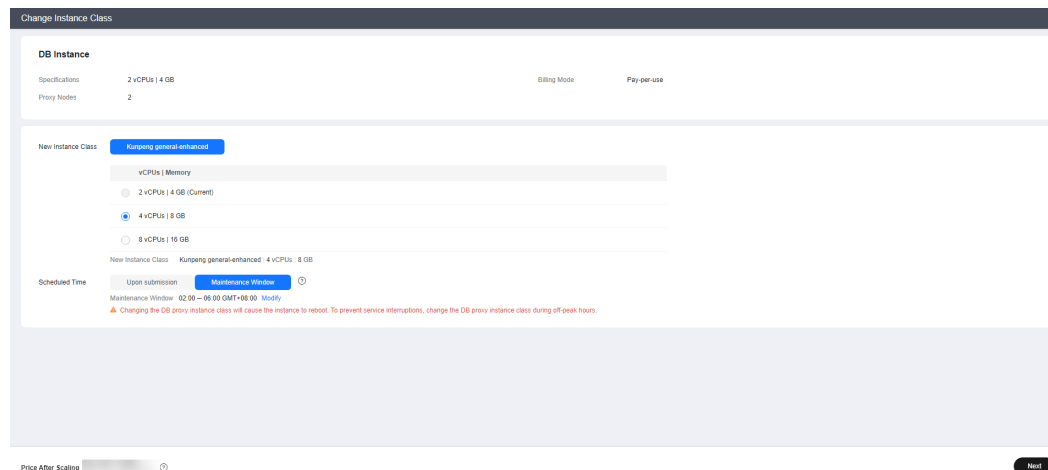 Change Instance Class
DB Instance
Specifications 2 vCPUs | 4 GB Billing Mode Pay-per-use
Proxy Nodes 2
New Instance Class Kunpeng general-enhanced
vCPUs | Memory
2 vCPUs | 4 GB (Current)
4 vCPUs | 8 GB
8 vCPUs | 16 GB
New Instance Class Kunpeng general-enhanced | 4 vCPUs | 8 GB
Scheduled Time Upon submission Maintenance Window ?
Maintenance Window 02:00 — 06:00 GMT+08:00 Modify
Changing the DB proxy instance class will cause the instance to reboot. To prevent service interruptions, change the DB proxy instance class during off-peak hours.
Price After Scaling ? Next